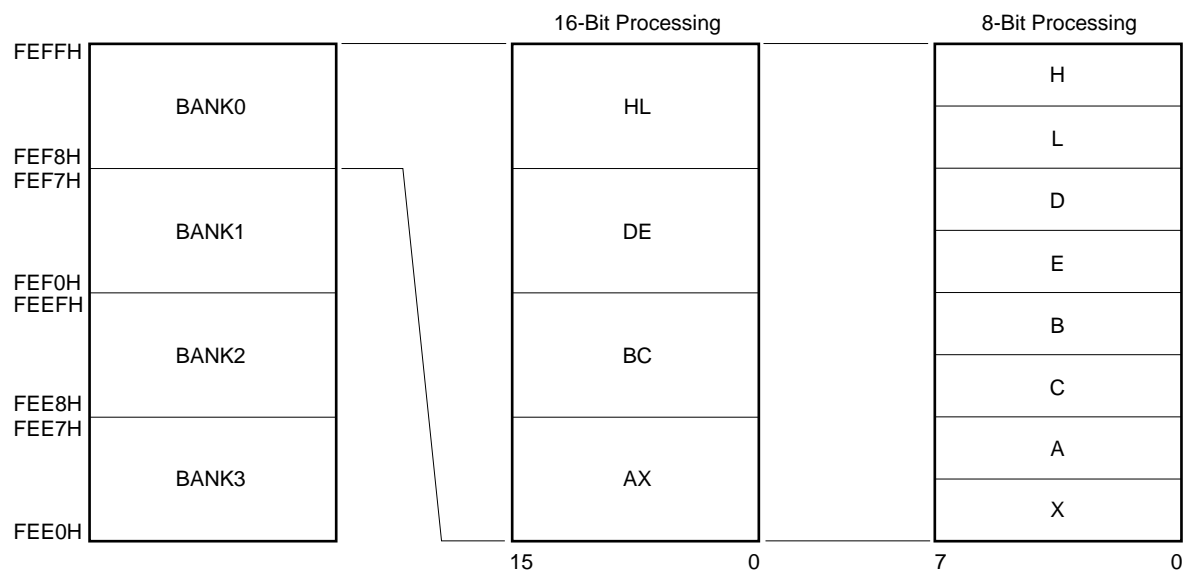 16-Bit Processing
8-Bit Processing
FEFFH
BANK0
HL
H
L
FEF8H
FEF7H
BANK1
DE
D
E
FEF0H
FEEFH
BANK2
BC
B
C
FEE8H
FEE7H
BANK3
AX
A
X
FEE0H
15
0
7
0